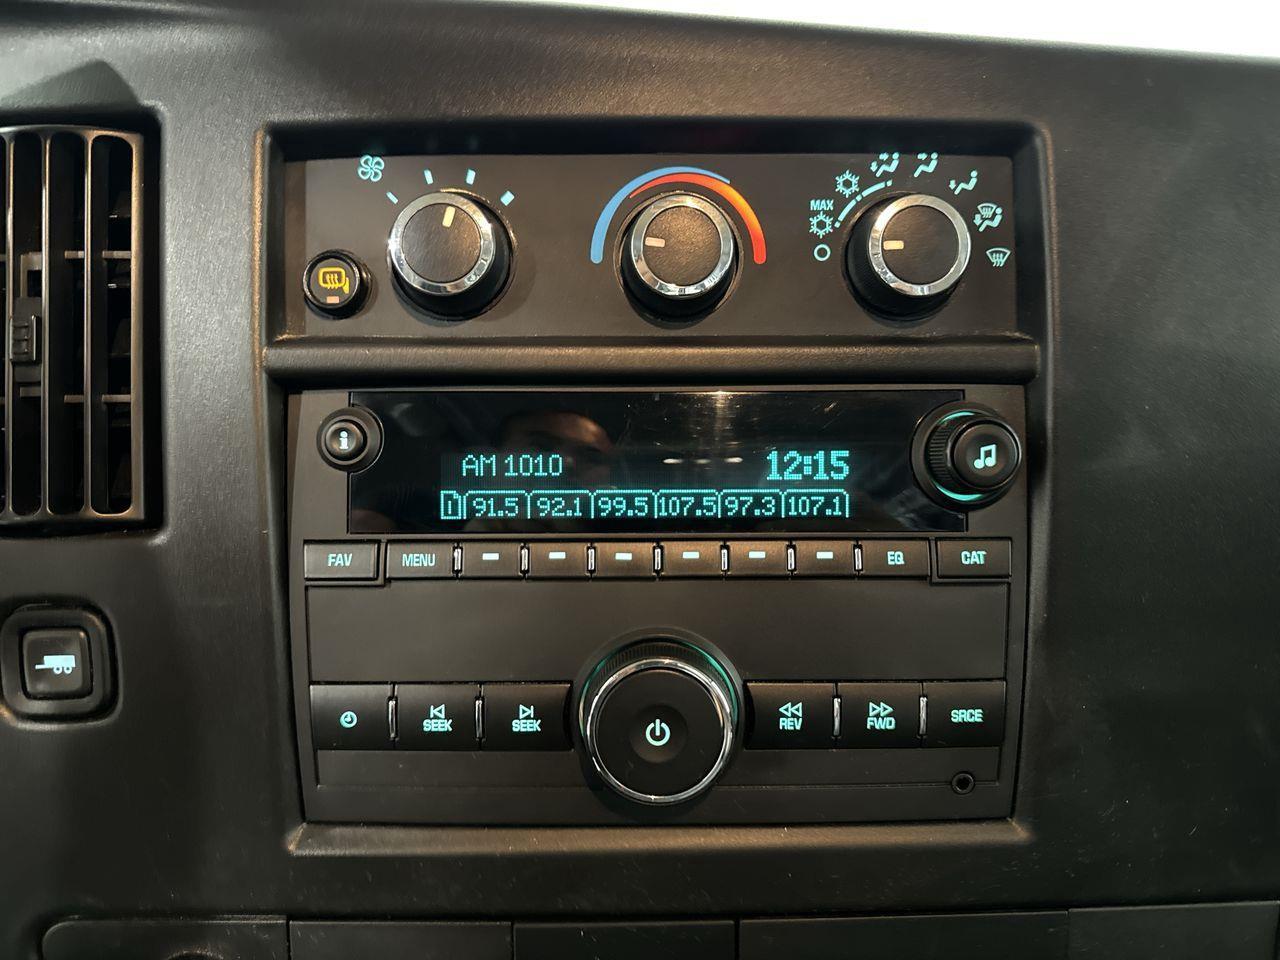 MAX
AM 1010 12:15
1 91.5 92.1 99.5 107.5 97.3 107.1
FAV MENU EQ CAT
SEEK SEEK REV FWD SRCE